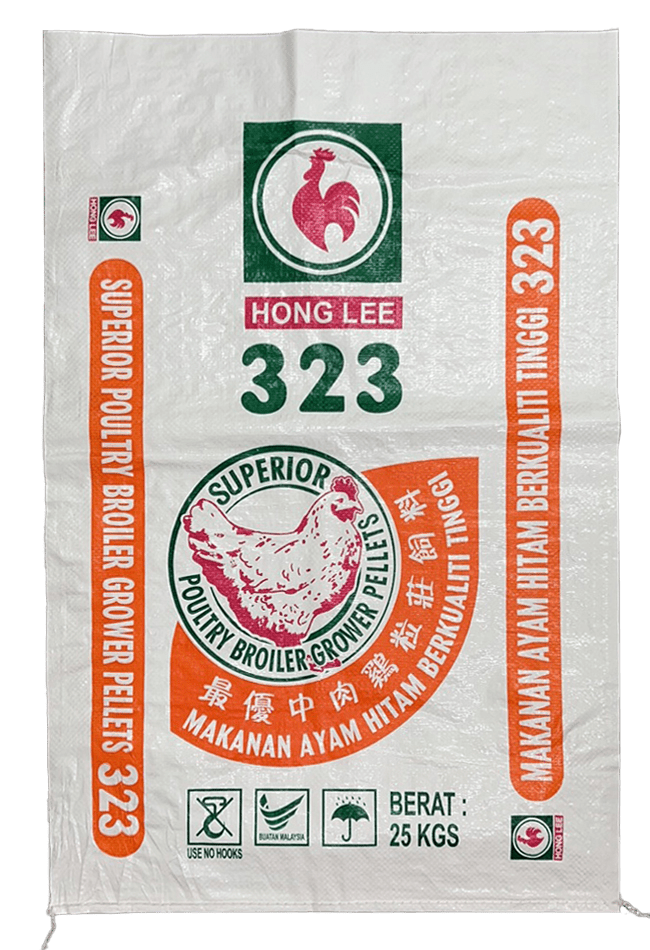 HONG LEE
323
HONG LEE
SUPERIOR POULTRY BROILER GROWER PELLETS 323
MAKANAN AYAM HITAM BERKUALITI TINGGI 323
SUPERIOR
POULTRY BROILER GROWER PELLETS
最優中肉鷄粒莊飼料
MAKANAN AYAM HITAM BERKUALITI TINGGI
USE NO HOOKS
BUATAN MALAYSIA
BERAT :
25 KGS
HONG LEE